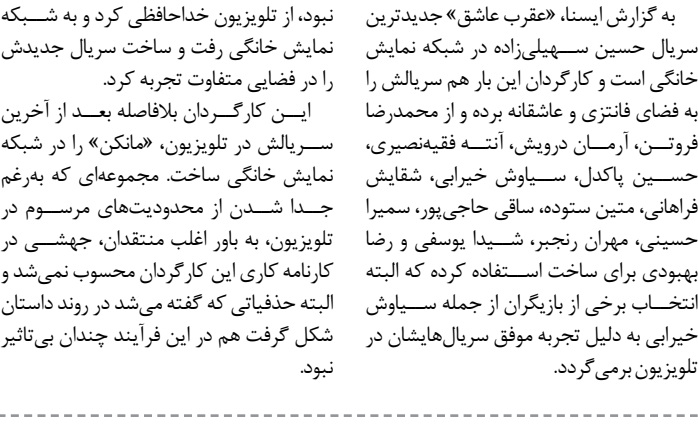 به گزارش ایسنا، «عقرب عاشق» جدیدترین
سریال حسین سهیلی‌زاده در شبکه نمایش
خانگی است و کارگردان این بار هم سریالش را
به فضای فانتزی و عاشقانه برده و از محمدرضا
فروتن، آرمان درویش، آنته فقیه‌نصیری،
حسین پاکدل، سیاوش خیرابی، شقایق
فراهانی، متین ستوده، ساقی حاجی‌پور، سمیرا
حسینی، مهران رنجبر، شیدا یوسفی و رضا
بهبودی برای ساخت استفاده کرده که البته
انتخاب برخی از بازیگران از جمله سیاوش
خیرابی به دلیل تجربه موفق سریال‌هایشان در
تلویزیون برمی‌گردد.
نبود، از تلویزیون خداحافظی کرد و به شبکه
نمایش خانگی رفت و ساخت سریال جدیدش
را در فضایی متفاوت تجربه کرد.
این کارگردان بلافاصله بعد از آخرین
سریالش در تلویزیون، «مانکن» را در شبکه
نمایش خانگی ساخت. مجموعه‌ای که به‌رغم
جدا شدن از محدودیت‌های مرسوم در
تلویزیون، به باور اغلب منتقدان، جهشی در
کارنامه کاری این کارگردان محسوب نمی‌شد و
البته حذفیاتی که گفته می‌شد در روند داستان
شکل گرفت هم در این فرآیند چندان بی‌تاثیر
نبود.